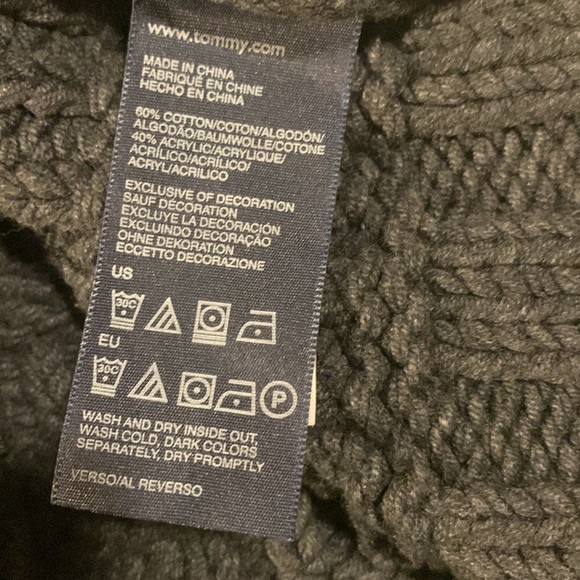 www.tommy.com
MADE IN CHINA
FABRIQUÉ EN CHINE
HECHO EN CHINA
60% COTTON/COTON/ALGODÓN/
ALGODÃO/BAUMWOLLE/COTONE
40% ACRYLIC/ACRYLIQUE/
ACRÍLICO/ACRÍLICO/
ACRYL/ACRILICO
EXCLUSIVE OF DECORATION
SAUF DÉCORATION
EXCLUYE LA DECORACIÓN
EXCLUINDO DECORAÇÃO
OHNE DEKORATION
ECCETTO DECORAZIONE
US
30C
EU
30C P
WASH AND DRY INSIDE OUT,
WASH COLD, DARK COLORS
SEPARATELY, DRY PROMPTLY
VERSO/AL REVERSO